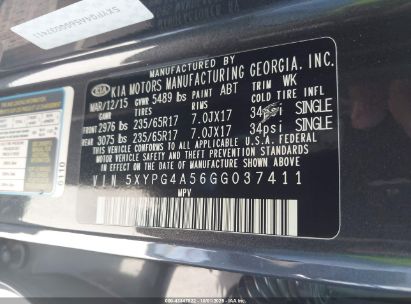 MANUFACTURED BY
KIA KIA MOTORS MANUFACTURING GEORGIA, INC.
MAR/12/15 GVWR 5489 lbs PAINT ABT TRIM WK
GAWR TIRES RIMS COLD TIRE INFL
FRONT 2976 lbs 235/65R17 7.0JX17 34psi SINGLE
REAR 3075 lbs 235/65R17 7.0JX17 34psi SINGLE
THIS VEHICLE CONFORMS TO ALL APPLICABLE U.S.A. FEDERAL
MOTOR VEHICLE SAFETY STANDARDS IN EFFECT ON THE
DATE OF MANUFACTURE SHOWN ABOVE
VIN 5XYPG4A56GG037411
MPV
6110